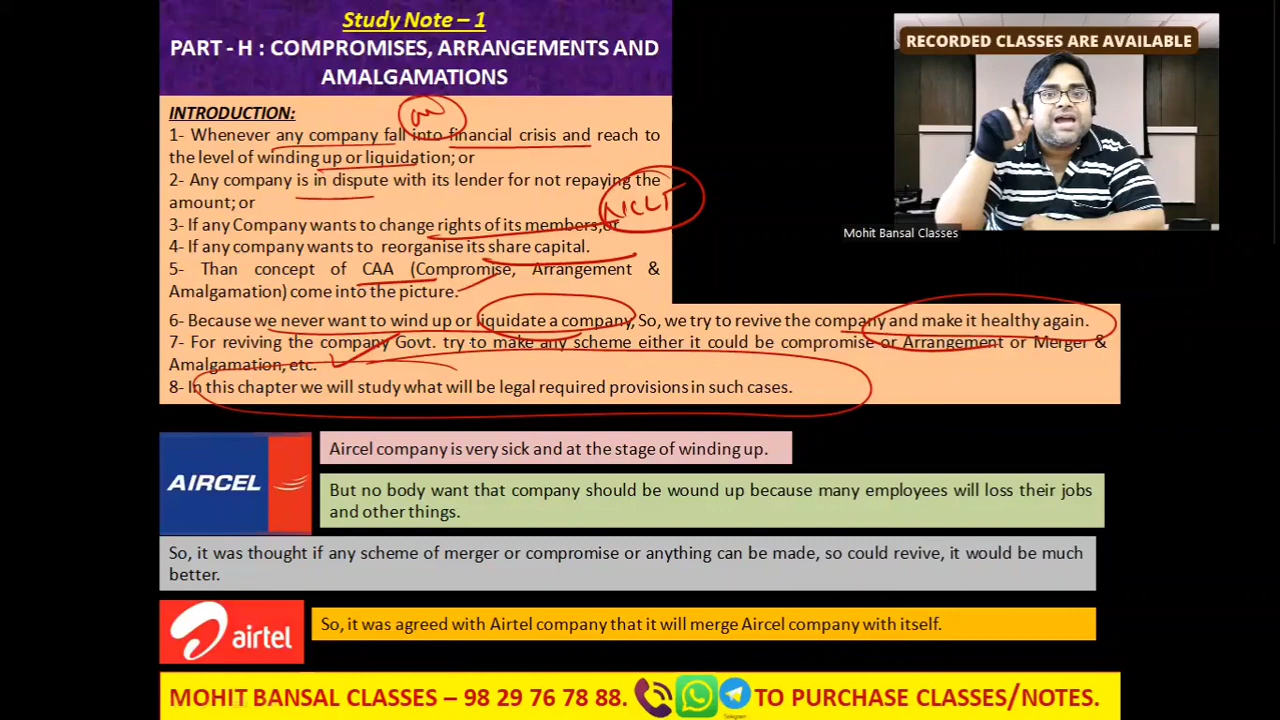 Study Note – 1
PART - H : COMPROMISES, ARRANGEMENTS AND
AMALGAMATIONS
RECORDED CLASSES ARE AVAILABLE
Mohit Bansal Classes
INTRODUCTION:
1- Whenever any company fall into financial crisis and reach to
the level of winding up or liquidation; or
2- Any company is in dispute with its lender for not repaying the
amount; or
3- If any Company wants to change rights of its members; or
NCLT
4- If any company wants to reorganise its share capital.
5- Than concept of CAA (Compromise, Arrangement &
Amalgamation) come into the picture.
6- Because we never want to wind up or liquidate a company, So, we try to revive the company and make it healthy again.
7- For reviving the company Govt. try to make any scheme either it could be compromise or Arrangement or Merger &
Amalgamation, etc.
8- In this chapter we will study what will be legal required provisions in such cases.
AIRCEL
Aircel company is very sick and at the stage of winding up.
But no body want that company should be wound up because many employees will loss their jobs
and other things.
So, it was thought if any scheme of merger or compromise or anything can be made, so could revive, it would be much
better.
airtel
So, it was agreed with Airtel company that it will merge Aircel company with itself.
MOHIT BANSAL CLASSES – 98 29 76 78 88. TO PURCHASE CLASSES/NOTES.
Telegram